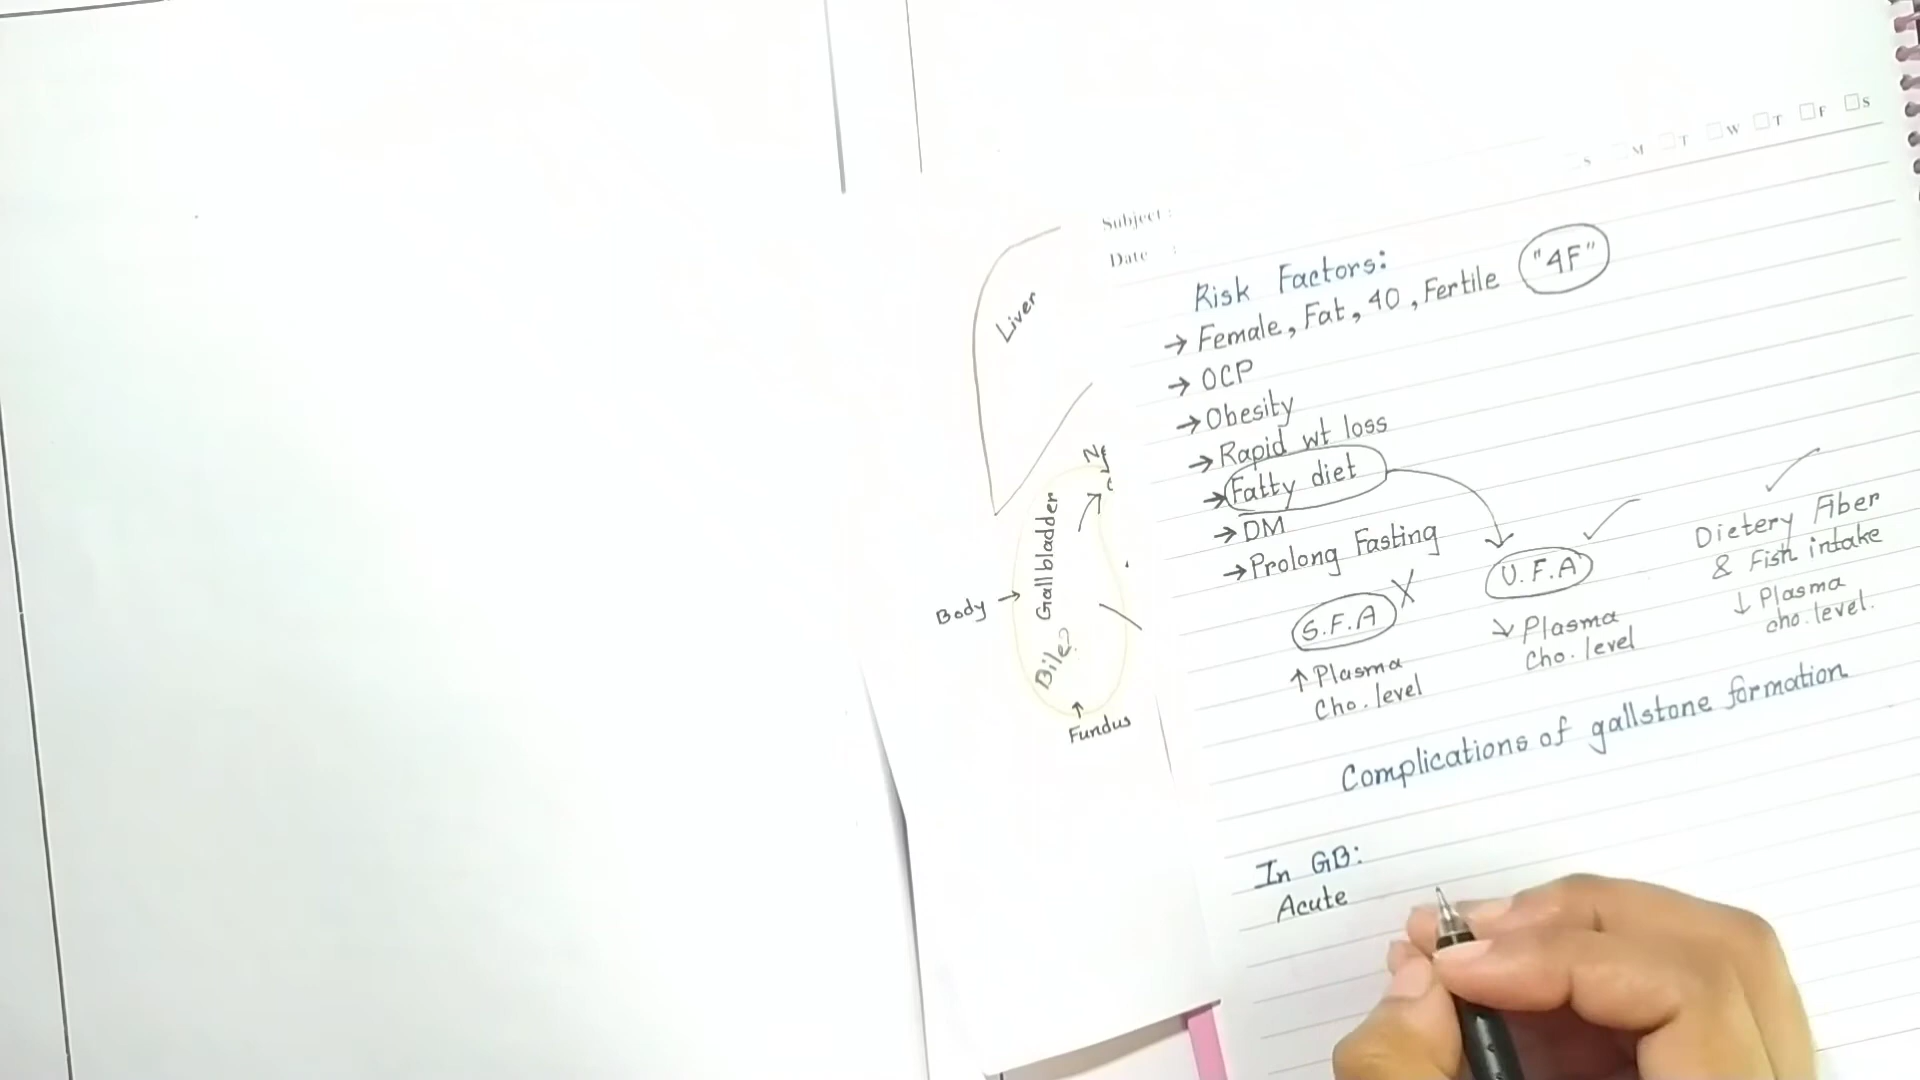 S M T W T F S
Subject :
Date :
Risk Factors:
→ Female, Fat, 40, Fertile "4F"
→ OCP
→ Obesity
→ Rapid wt loss
→ Fatty diet
→ DM
→ Prolong Fasting
S.F.A X
↑ Plasma
Cho. level
U.F.A
↓ Plasma
Cho. level
Dietery Fiber
& Fish intake
↓ Plasma
cho. level.
Complications of gallstone formation
In GB:
Acute
Liver
Gallbladder
Bile
Body →
↑
Fundus